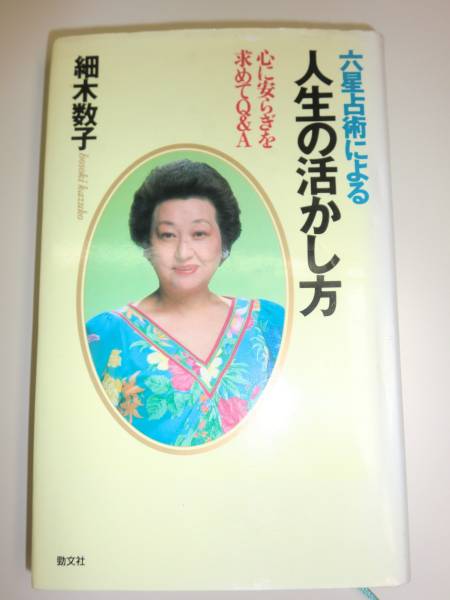 六星占術による
人生の活かし方
心に安らぎを
求めてQ&A
細木数子
hosoki kazuko
勁文社